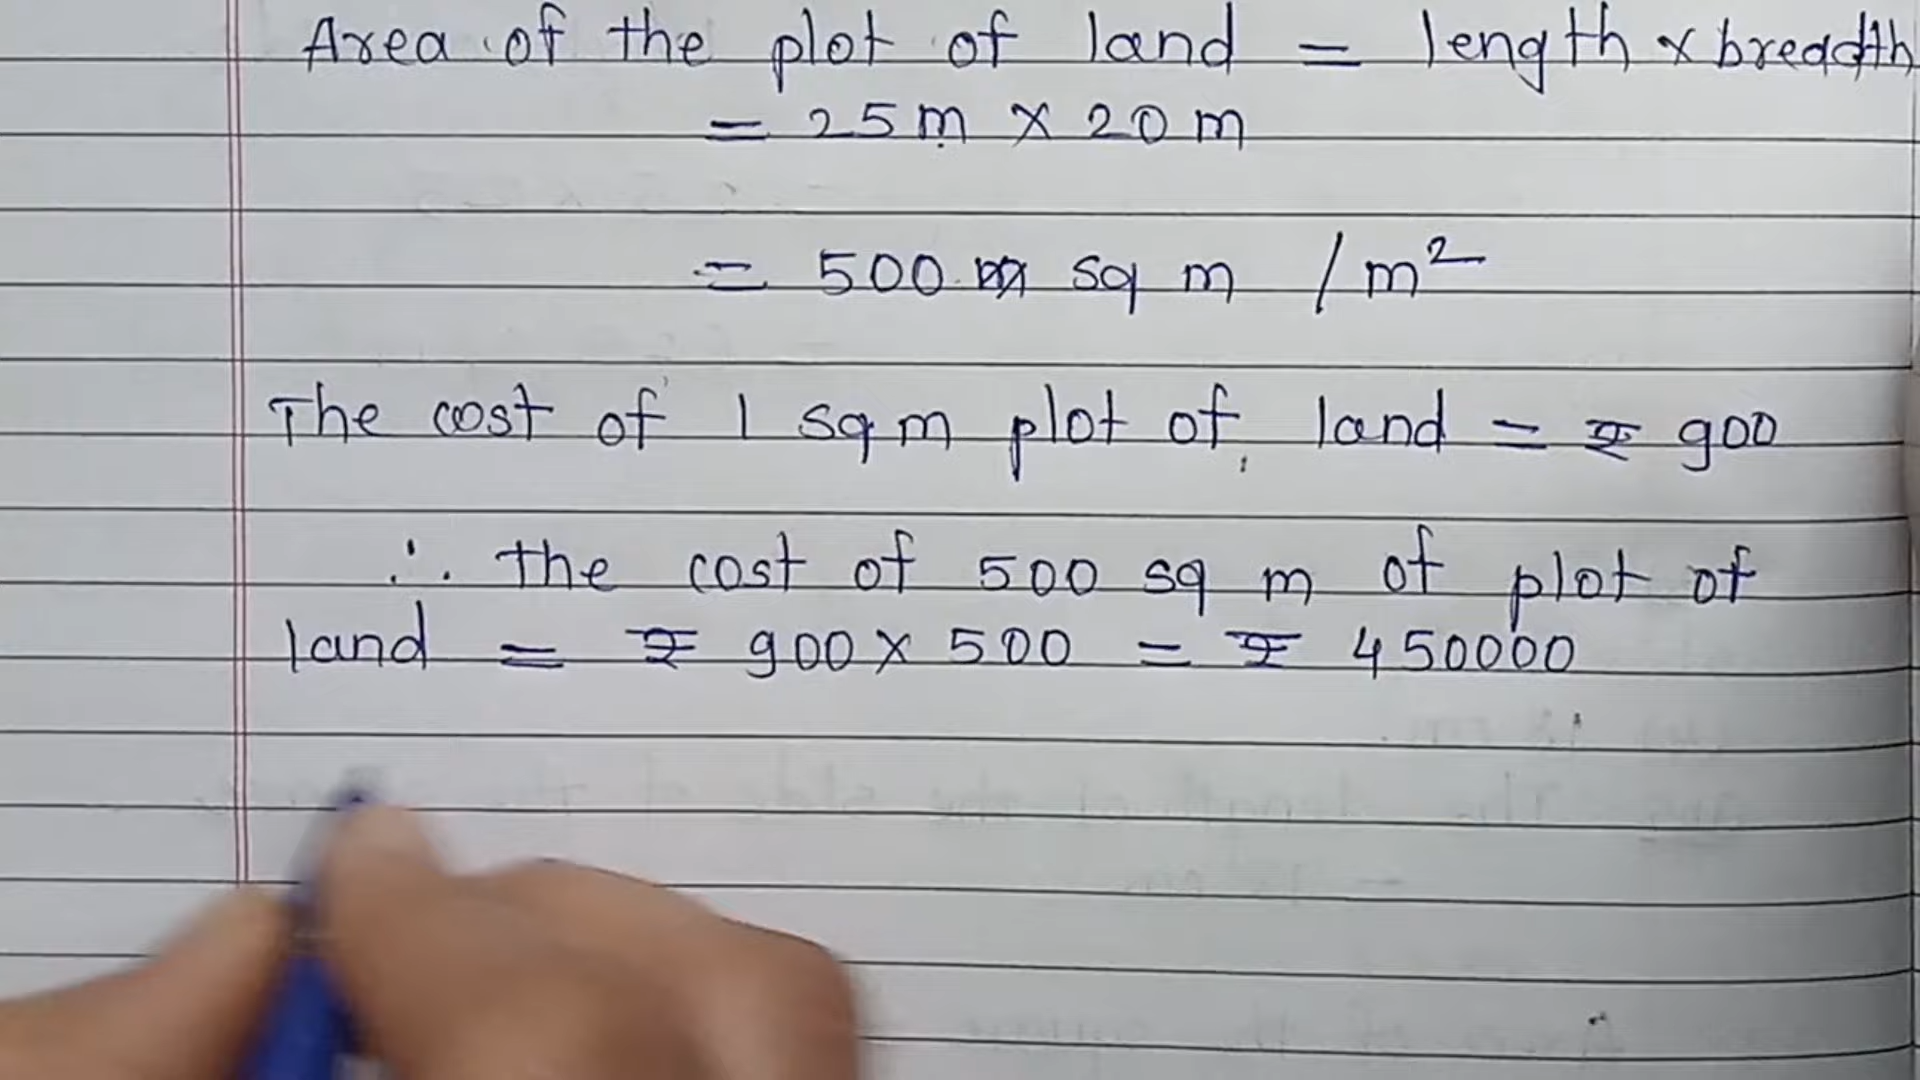 Area of the plot of land = length × breadth
= 25 m × 20 m
= 500 sq m / m²
The cost of 1 sq m plot of land = ₹ 900
∴ the cost of 500 sq m of plot of
land = ₹ 900 × 500 = ₹ 450000